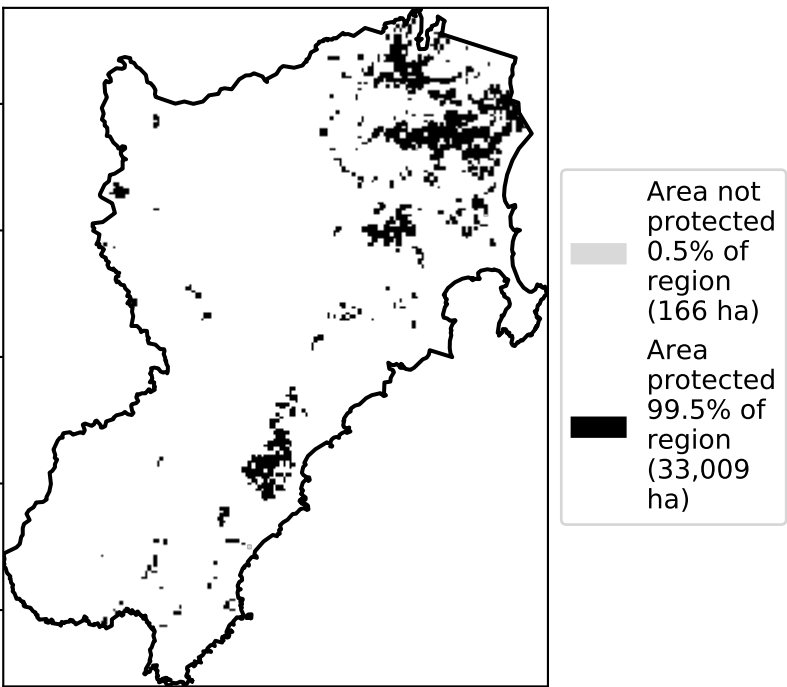 Area not
protected
0.5% of
region
(166 ha)
Area
protected
99.5% of
region
(33,009
ha)